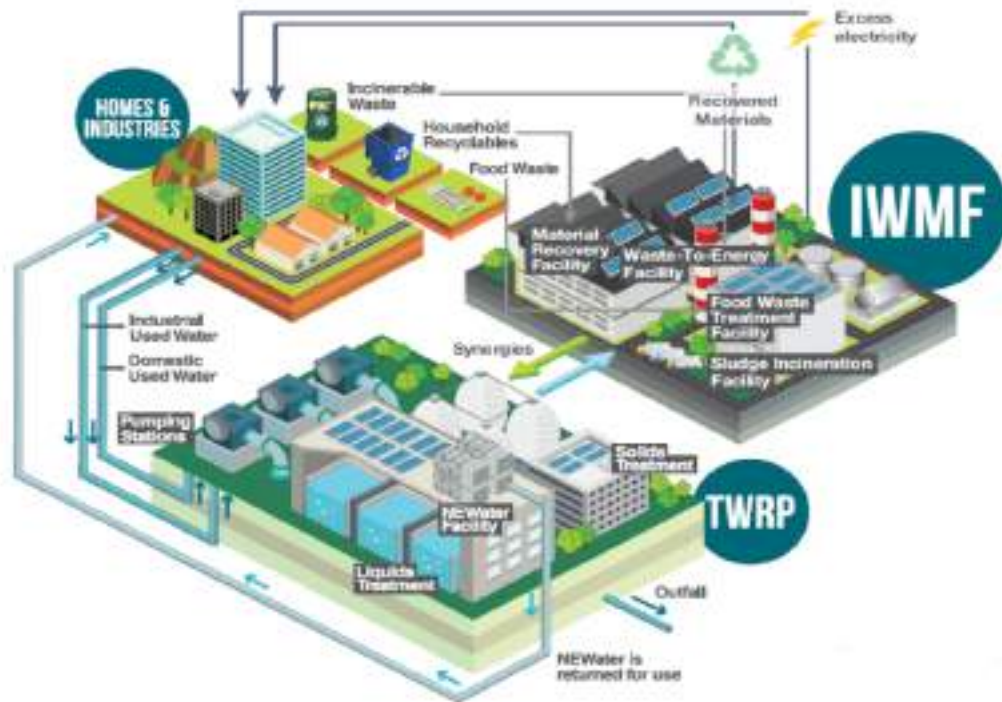 Excess
electricity
HOMES &
INDUSTRIES
Incinerable
Waste
Recovered
Materials
Household
Recyclables
Food Waste
IWMF
Material
Recovery
Facility
Waste-To-Energy
Facility
Food Waste
Treatment
Facility
Sludge Incineration
Facility
Industrial
Used Water
Domestic
Used Water
Synergies
Pumping
Stations
Solids
Treatment
NEWater
Facility
Liquids
Treatment
TWRP
Outfall
NEWater is
returned for use